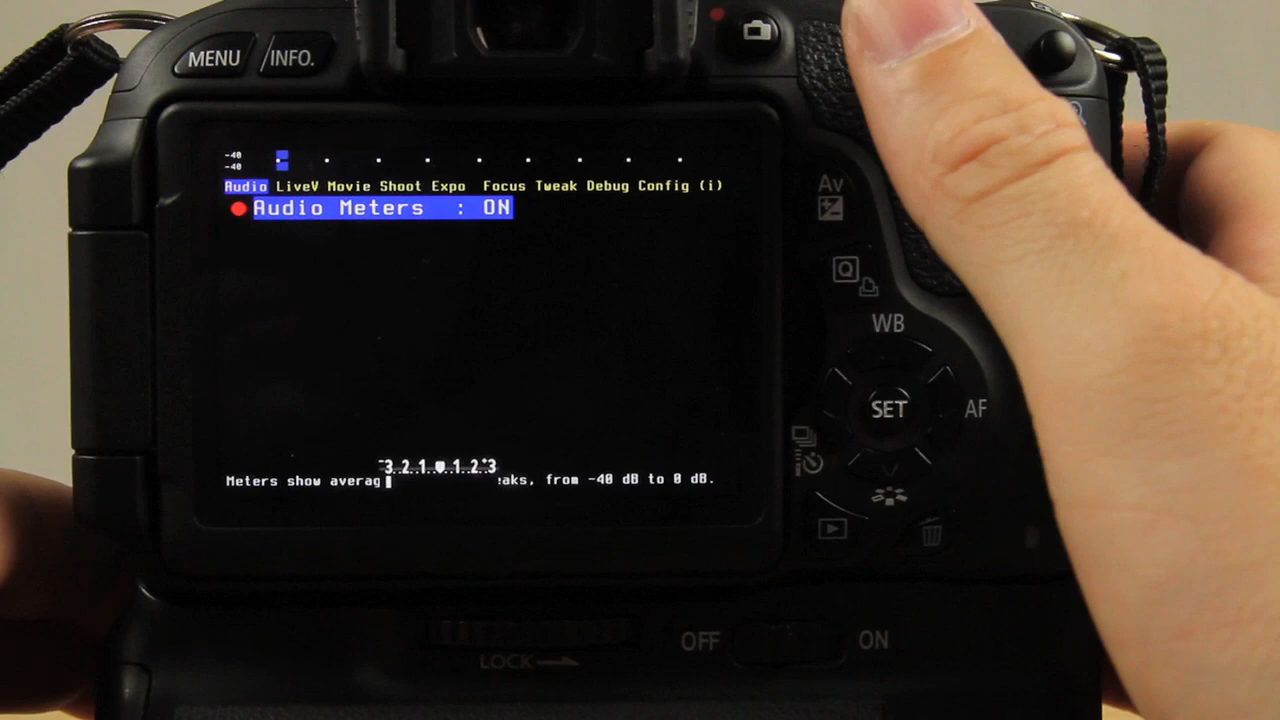 MENU /INFO.
-40
-40
Audio LiveV Movie Shoot Expo Focus Tweak Debug Config (i)
Audio Meters : ON
-3..2..1..0..1..2..+3
Meters show averag aks, from -40 dB to 0 dB.
Av
Q
WB
SET
AF
OFF ON
LOCK